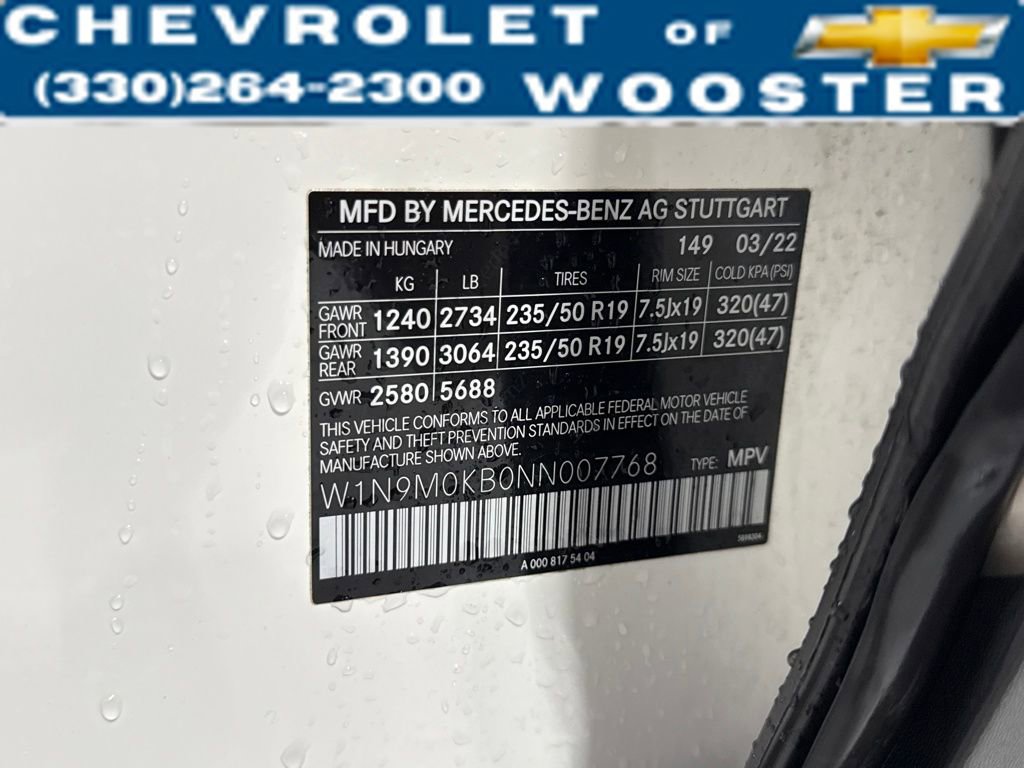 CHEVROLET OF
(330)264-2300 WOOSTER
MFD BY MERCEDES-BENZ AG STUTTGART
MADE IN HUNGARY 149 03/22
KG LB TIRES RIM SIZE COLD KPA (PSI)
GAWR FRONT 1240 2734 235/50 R19 7.5Jx19 320(47)
GAWR REAR 1390 3064 235/50 R19 7.5Jx19 320(47)
GVWR 2580 5688
THIS VEHICLE CONFORMS TO ALL APPLICABLE FEDERAL MOTOR VEHICLE
SAFETY AND THEFT PREVENTION STANDARDS IN EFFECT ON THE DATE OF
MANUFACTURE SHOWN ABOVE.
W1N9M0KB0NN007768 TYPE: MPV
A 000 817 54 04